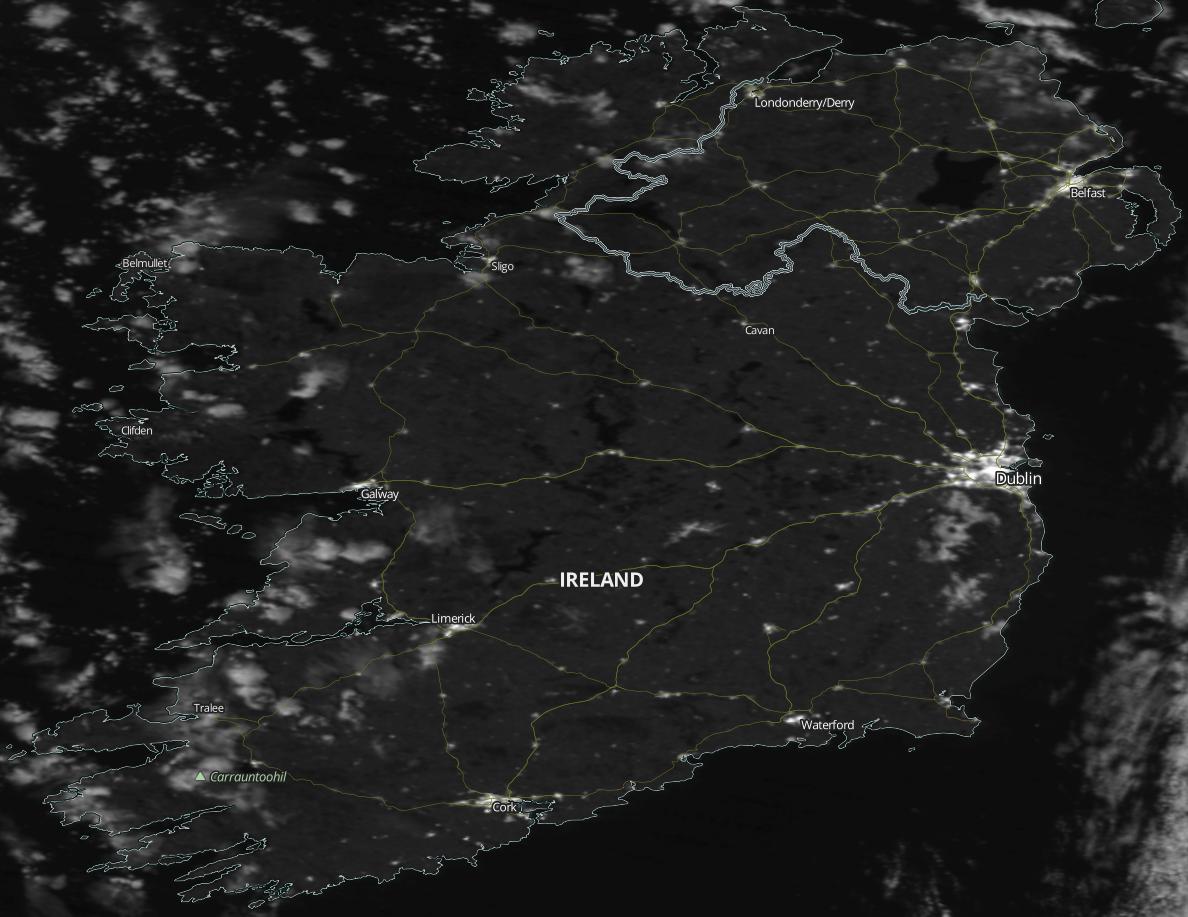 Londonderry/Derry
Belfast
Belmullet
Sligo
Cavan
Clifden
Dublin
Galway
IRELAND
Limerick
Tralee
Waterford
Carrauntoohil
Cork